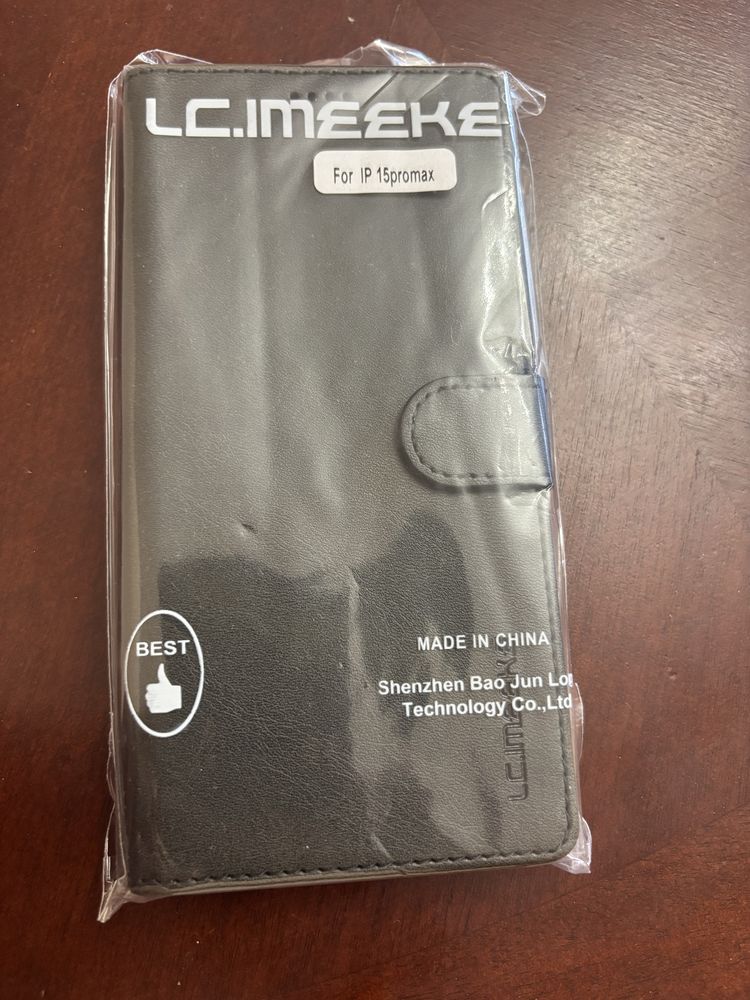 LC.IMEEKE
For IP 15promax
BEST
MADE IN CHINA
Shenzhen Bao Jun
Technology Co.,Ltd
LC.IMEEKE